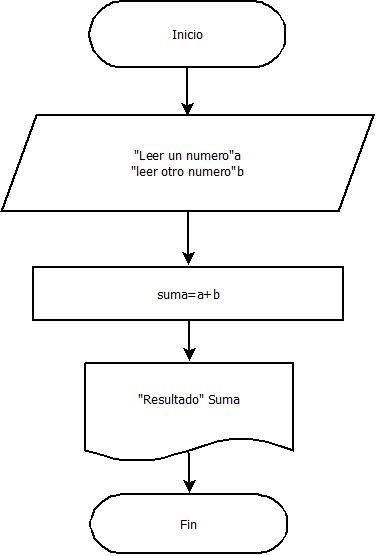 Inicio
"Leer un numero"a
"leer otro numero"b
suma=a+b
"Resultado" Suma
Fin